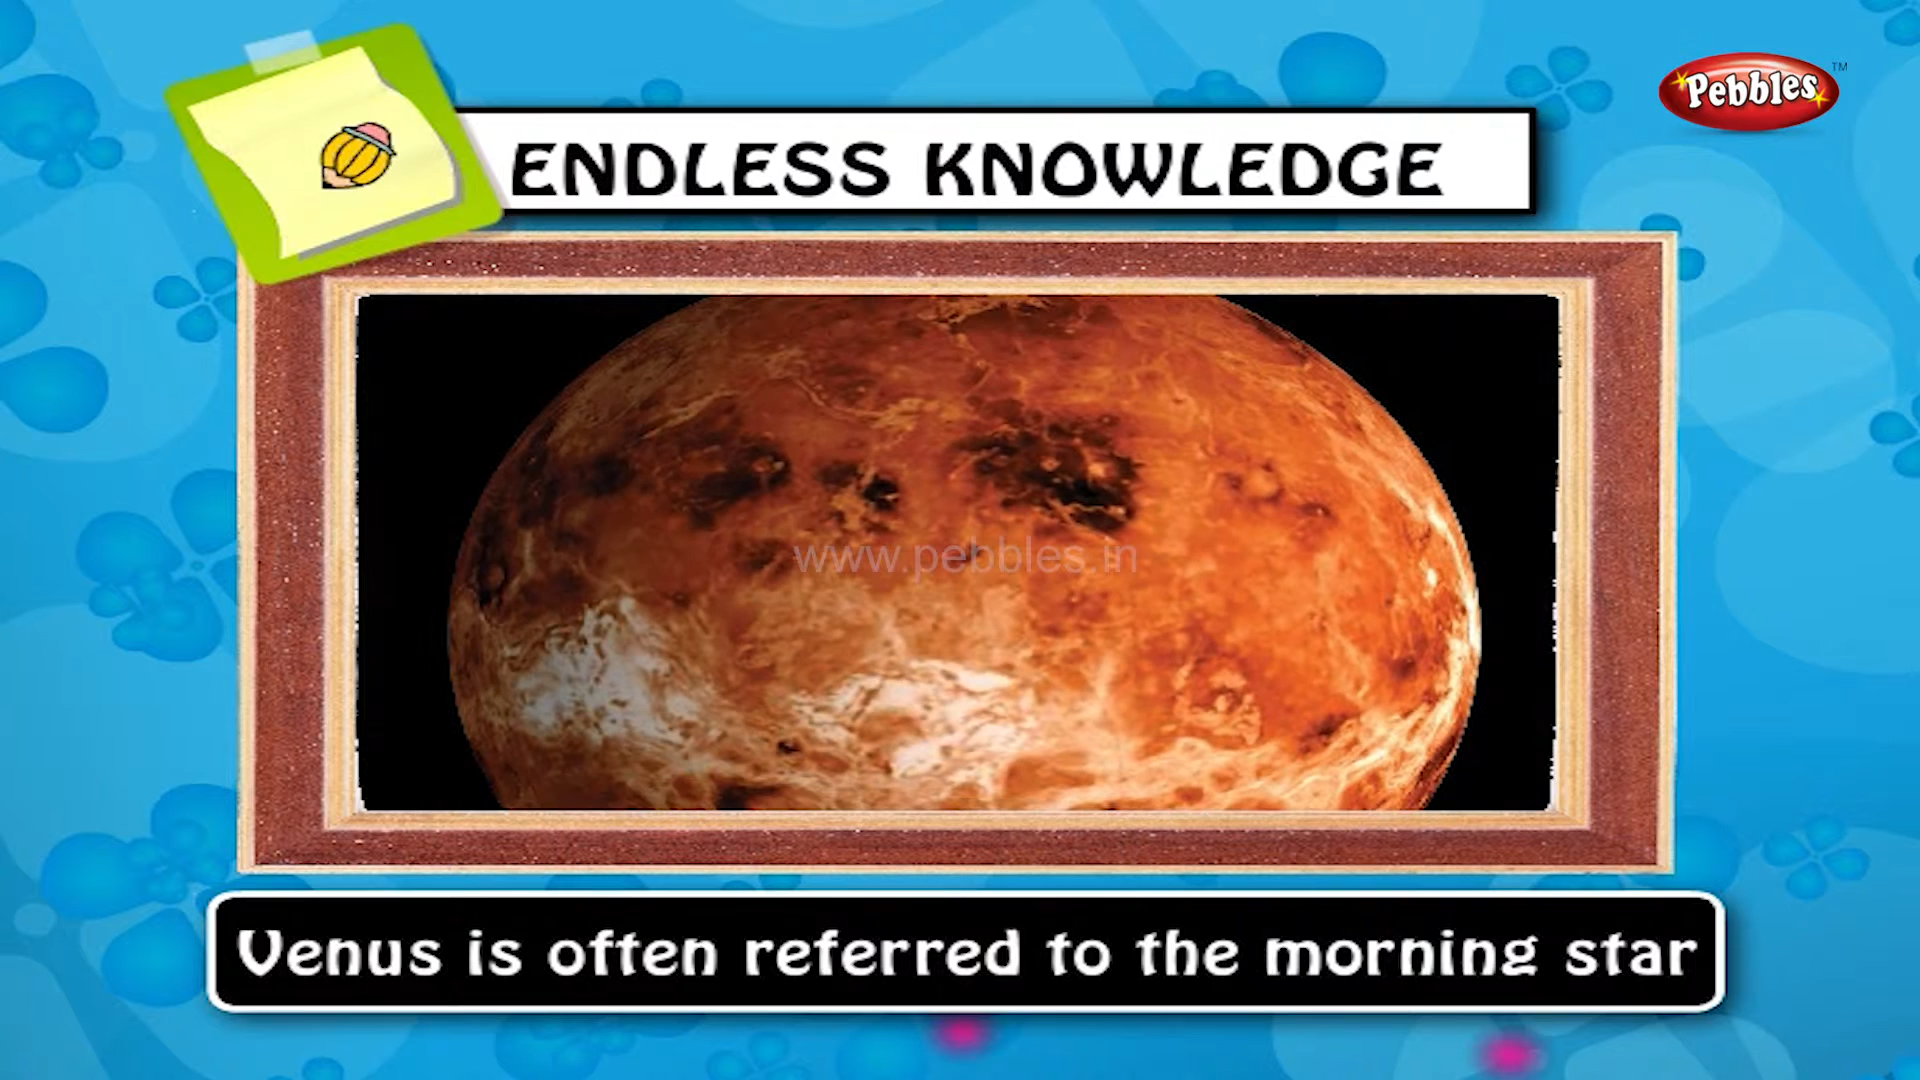 Pebbles TM
ENDLESS KNOWLEDGE
www.pebbles.in
Venus is often referred to the morning star